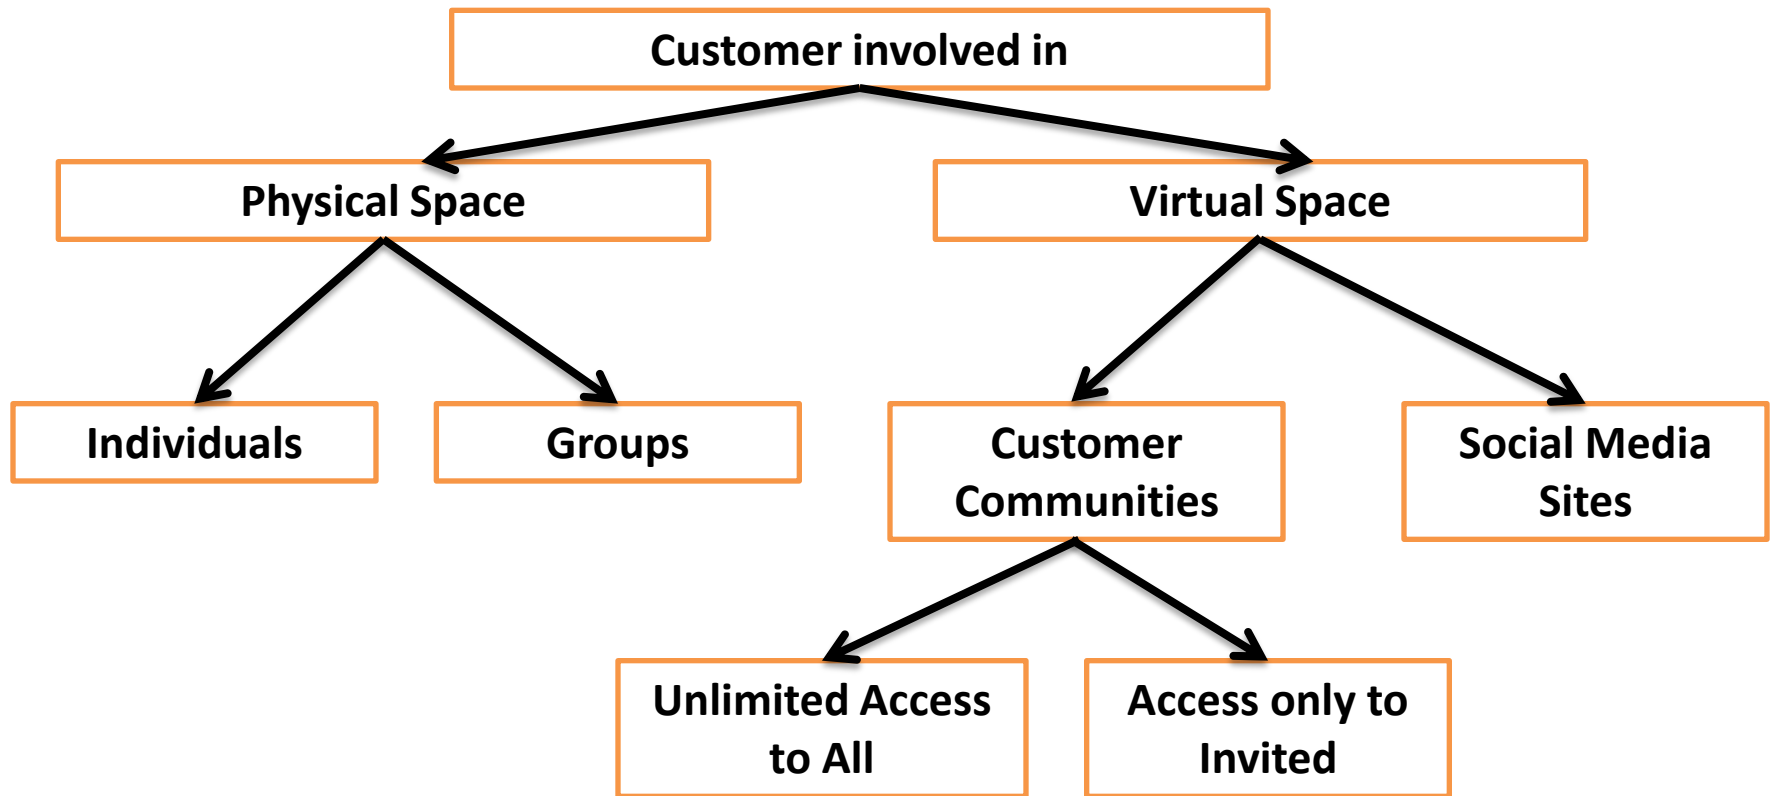 Customer involved in
Physical Space
Virtual Space
Individuals
Groups
Customer
Communities
Social Media
Sites
Unlimited Access
to All
Access only to
Invited